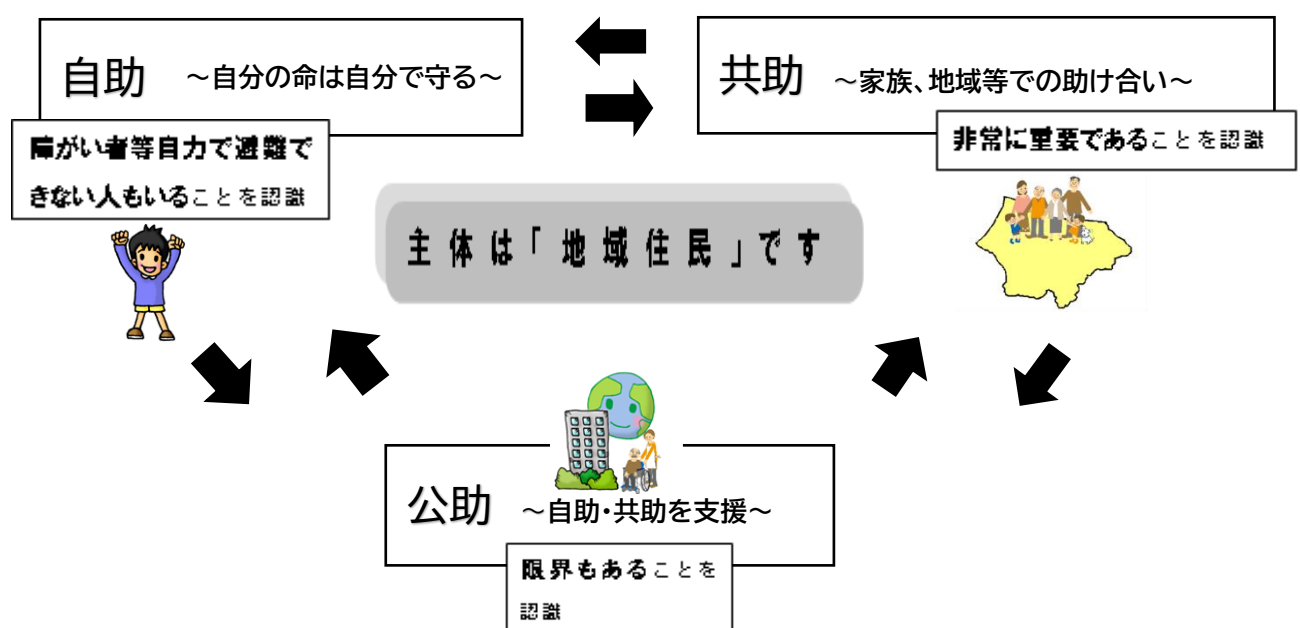 自助 ～自分の命は自分で守る～
障がい者等自力で避難で
きない人もいることを認識
共助 ～家族、地域等での助け合い～
非常に重要であることを認識
主体は「地域住民」です
公助 ～自助・共助を支援～
限界もあることを
認識